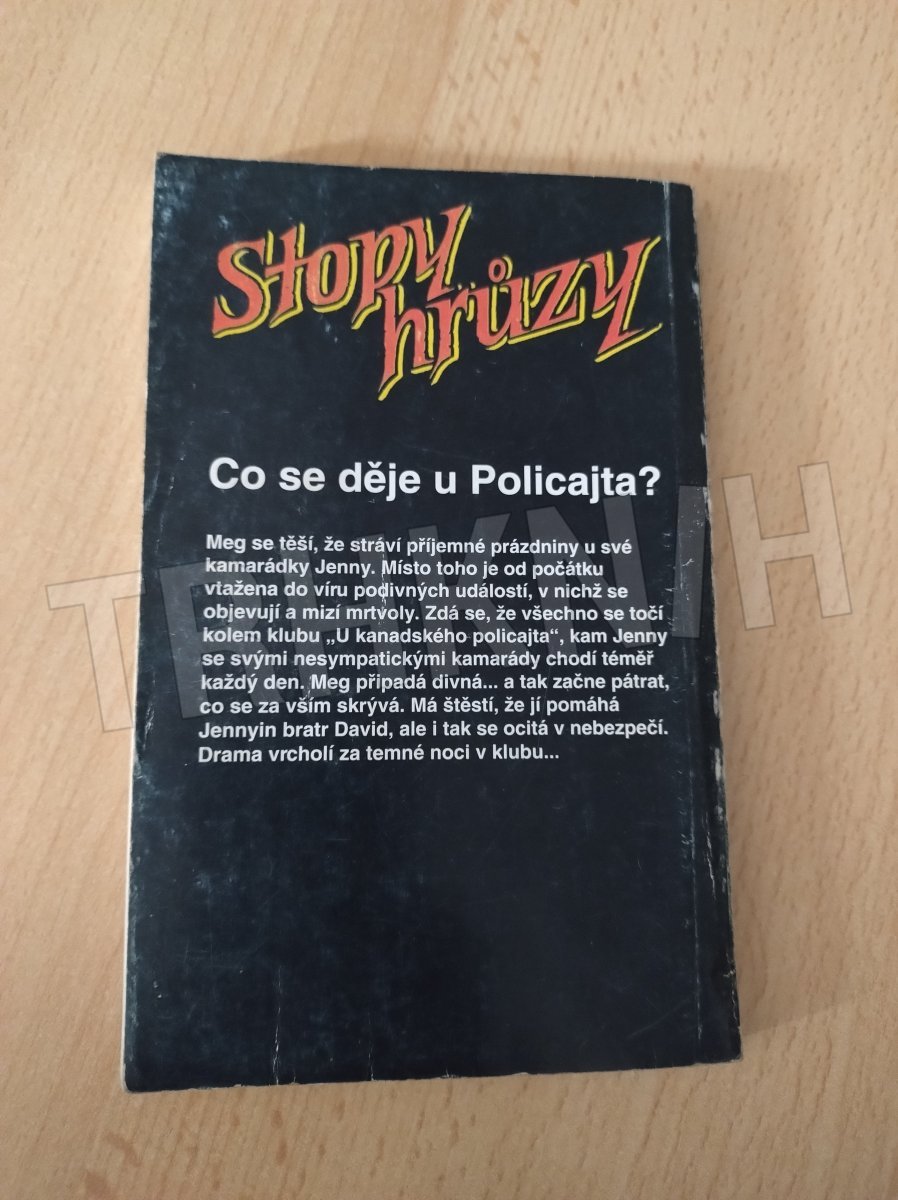 Stopy
hrůzy
Co se děje u Policajta?
Meg se těší, že stráví příjemné prázdniny u své
kamarádky Jenny. Místo toho je od počátku
vtažena do víru podivných událostí, v nichž se
objevují a mizí mrtvoly. Zdá se, že všechno se točí
kolem klubu „U kanadského policajta“, kam Jenny
se svými nesympatickými kamarády chodí téměř
každý den. Meg připadá divná... a tak začne pátrat,
co se za vším skrývá. Má štěstí, že jí pomáhá
Jennyin bratr David, ale i tak se ocitá v nebezpečí.
Drama vrcholí za temné noci v klubu...